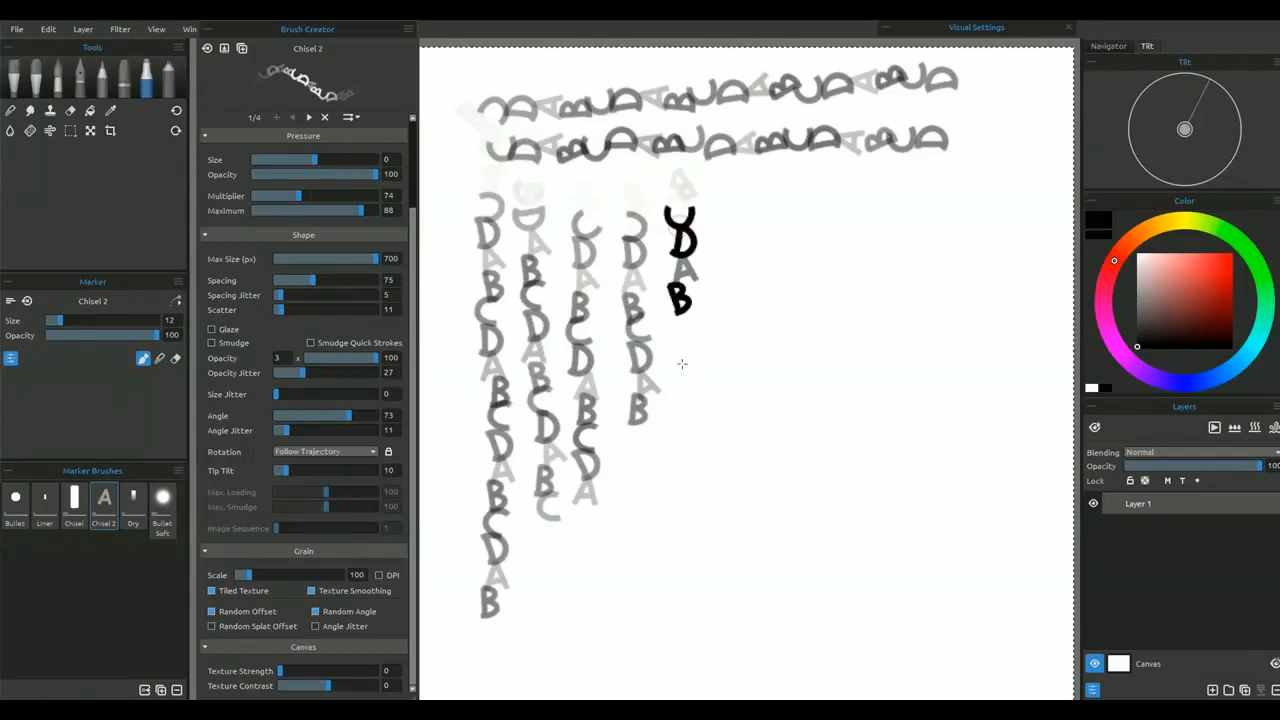 File Edit Layer Filter View Win
Brush Creator
Visual Settings
Tools
Chisel 2
1/4
Pressure
Size 0
Opacity 100
Multiplier 74
Maximum 88
Shape
Max Size (px) 700
Spacing 75
Spacing Jitter 5
Scatter 11
Glaze
Smudge Smudge Quick Strokes
Opacity 3 x 100
Opacity Jitter 27
Size Jitter 0
Angle 73
Angle Jitter 11
Rotation Follow Trajectory
Tip Tilt 10
Max. Loading 100
Max. Smudge 100
Image Sequence 1
Grain
Scale 100 DPI
Tiled Texture Texture Smoothing
Random Offset Random Angle
Random Splat Offset Angle Jitter
Canvas
Texture Strength 0
Texture Contrast 0
Marker
Chisel 2
Size 12
Opacity 100
Marker Brushes
Bullet Liner Chisel Chisel 2 Dry Bullet Soft
C D A B C D A B C D A B C D A B C D
C D A B C D A B C D A B C D A B C D
C D A B C D A B C D A B C D A B
D A B C D A B C D A B C
C D A B C D A B C D A
C D A B C D A B
B C D A B
Navigator Tilt
Tilt
Color
Layers
Blending Normal
Opacity 100
Lock M T
Layer 1
Canvas